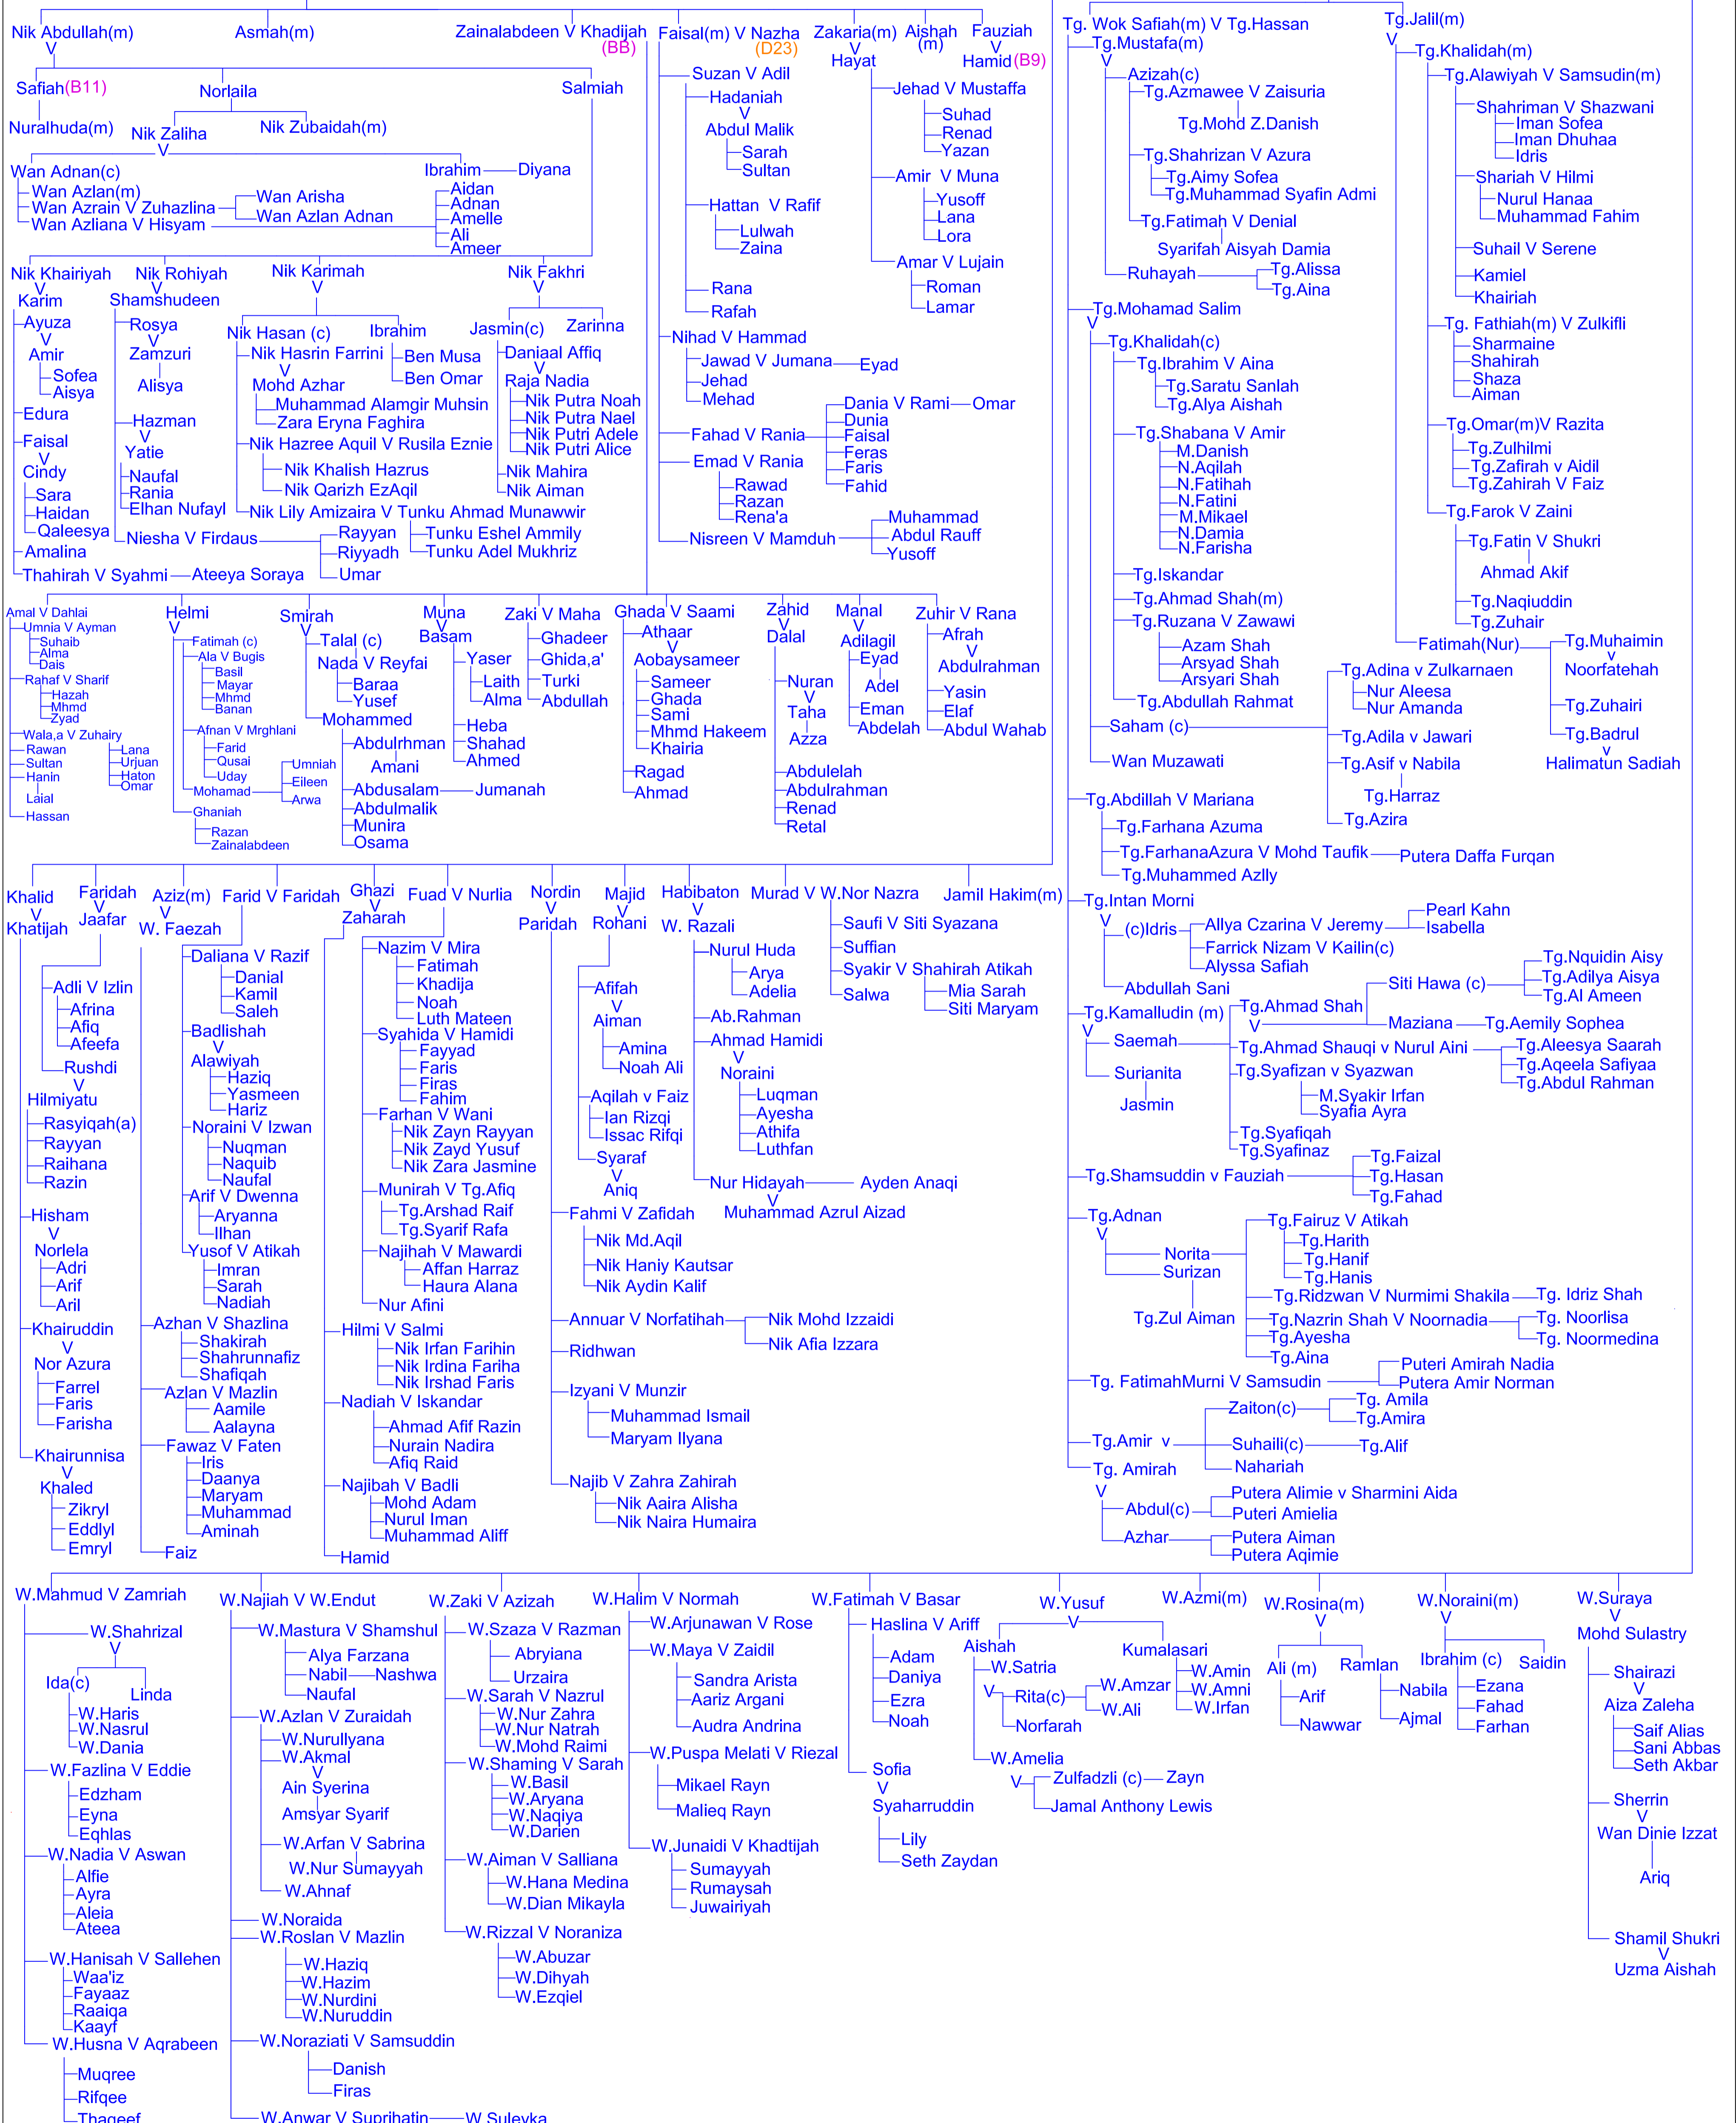 Nik Abdullah(m)
V
Asmah(m)
Zainalabdeen V Khadijah
(BB)
Faisal(m) V Nazha
(D23)
Zakaria(m)
V
Hayat
Aishah
(m)
Fauziah
V
Hamid(B9)
Safiah(B11)
Nuralhuda(m)
Norlaila
Nik Zaliha
V
Nik Zubaidah(m)
Salmiah
Wan Adnan(c)
Wan Azlan(m)
Wan Azrain V Zuhazlina
Wan Arisha
Wan Azlan Adnan
Wan Azliana V Hisyam
Ibrahim
Diyana
Aidan
Adnan
Amelle
Ali
Ameer
Nik Khairiyah
V
Karim
Ayuza
V
Amir
Sofea
Aisya
Edura
Faisal
V
Cindy
Sara
Haidan
Qaleesya
Amalina
Thahirah V Syahmi
Ateeya Soraya
Nik Rohiyah
V
Shamshudeen
Rosya
V
Zamzuri
Alisya
Hazman
V
Yatie
Naufal
Rania
Elhan Nufayl
Niesha V Firdaus
Rayyan
Riyyadh
Umar
Nik Karimah
V
Nik Hasan (c)
Nik Hasrin Farrini
V
Mohd Azhar
Muhammad Alamgir Muhsin
Zara Eryna Faghira
Nik Hazree Aquil V Rusila Eznie
Nik Khalish Hazrus
Nik Qarizh EzAqil
Nik Lily Amizaira V Tunku Ahmad Munawwir
Tunku Eshel Ammily
Tunku Adel Mukhriz
Ibrahim
Ben Musa
Ben Omar
Nik Fakhri
V
Jasmin(c)
Daniaal Affiq
V
Raja Nadia
Nik Putra Noah
Nik Putra Nael
Nik Putri Adele
Nik Putri Alice
Nik Mahira
Nik Aiman
Zarinna
Suzan V Adil
Hadaniah
V
Abdul Malik
Sarah
Sultan
Hattan V Rafif
Lulwah
Zaina
Rana
Rafah
Nihad V Hammad
Jawad V Jumana
Eyad
Jehad
Mehad
Fahad V Rania
Dania V Rami
Omar
Dunia
Faisal
Feras
Faris
Fahid
Emad V Rania
Rawad
Razan
Rena'a
Nisreen V Mamduh
Muhammad
Abdul Rauff
Yusoff
Jehad V Mustaffa
Suhad
Renad
Yazan
Amir V Muna
Yusoff
Lana
Lora
Amar V Lujain
Roman
Lamar
Amal V Dahlai
Umnia V Ayman
Suhaib
Alma
Dais
Rahaf V Sharif
Hazah
Mhmd
Zyad
Wala,a V Zuhairy
Lana
Urjuan
Haton
Omar
Rawan
Sultan
Hanin
Laial
Hassan
Helmi
V
Fatimah (c)
Ala V Bugis
Basil
Mayar
Mhmd
Banan
Afnan V Mrghlani
Farid
Qusai
Uday
Mohamad
Umniah
Eileen
Arwa
Ghaniah
Razan
Zainalabdeen
Smirah
V
Talal (c)
Nada V Reyfai
Baraa
Yusef
Mohammed
Abdulrhman
Amani
Abdusalam
Jumanah
Abdulmalik
Munira
Osama
Muna
V
Basam
Yaser
Laith
Alma
Heba
Shahad
Ahmed
Zaki V Maha
Ghadeer
Ghida,a'
Turki
Abdullah
Ghada V Saami
Athaar
V
Aobaysameer
Sameer
Ghada
Sami
Mhmd Hakeem
Khairia
Ragad
Ahmad
Zahid
V
Dalal
Nuran
V
Taha
Azza
Abdulelah
Abdulrahman
Renad
Retal
Manal
V
Adilagil
Eyad
Adel
Eman
Abdelah
Zuhir V Rana
Afrah
V
Abdulrahman
Yasin
Elaf
Abdul Wahab
Khalid
V
Khatijah
Rushdi
V
Hilmiyatu
Rasyiqah(a)
Rayyan
Raihana
Razin
Hisham
V
Norlela
Adri
Arif
Aril
Khairuddin
V
Nor Azura
Farrel
Faris
Farisha
Khairunnisa
V
Khaled
Zikryl
Eddlyl
Emryl
Faridah
V
Jaafar
Adli V Izlin
Afrina
Afiq
Afeefa
Aziz(m)
V
W. Faezah
Azhan V Shazlina
Shakirah
Shahrunnafiz
Shafiqah
Azlan V Mazlin
Aamile
Aalayna
Fawaz V Faten
Iris
Daanya
Maryam
Muhammad
Aminah
Faiz
Farid V Faridah
Daliana V Razif
Danial
Kamil
Saleh
Badlishah
V
Alawiyah
Haziq
Yasmeen
Hariz
Noraini V Izwan
Nuqman
Naquib
Naufal
Arif V Dwenna
Aryanna
Ilhan
Yusof V Atikah
Imran
Sarah
Nadiah
Ghazi
V
Zaharah
Hilmi V Salmi
Nik Irfan Farihin
Nik Irdina Fariha
Nik Irshad Faris
Nadiah V Iskandar
Ahmad Afif Razin
Nurain Nadira
Afiq Raid
Najibah V Badli
Mohd Adam
Nurul Iman
Muhammad Aliff
Hamid
Fuad V Nurlia
Nazim V Mira
Fatimah
Khadija
Noah
Luth Mateen
Syahida V Hamidi
Fayyad
Faris
Firas
Fahim
Farhan V Wani
Nik Zayn Rayyan
Nik Zayd Yusuf
Nik Zara Jasmine
Munirah V Tg.Afiq
Tg.Arshad Raif
Tg.Syarif Rafa
Najihah V Mawardi
Affan Harraz
Haura Alana
Nur Afini
Nordin
V
Paridah
Fahmi V Zafidah
Nik Md.Aqil
Nik Haniy Kautsar
Nik Aydin Kalif
Annuar V Norfatihah
Nik Mohd Izzaidi
Nik Afia Izzara
Ridhwan
Izyani V Munzir
Muhammad Ismail
Maryam Ilyana
Najib V Zahra Zahirah
Nik Aaira Alisha
Nik Naira Humaira
Majid
V
Rohani
Afifah
V
Aiman
Amina
Noah Ali
Aqilah v Faiz
Ian Rizqi
Issac Rifqi
Syaraf
V
Aniq
Habibaton
V
W. Razali
Nurul Huda
Arya
Adelia
Ab.Rahman
Ahmad Hamidi
V
Noraini
Luqman
Ayesha
Athifa
Luthfan
Nur Hidayah
Ayden Anaqi
V
Muhammad Azrul Aizad
Murad V W.Nor Nazra
Saufi V Siti Syazana
Suffian
Syakir V Shahirah Atikah
Mia Sarah
Siti Maryam
Salwa
Jamil Hakim(m)
Tg. Wok Safiah(m) V Tg.Hassan
Tg.Mustafa(m)
V
Azizah(c)
Tg.Azmawee V Zaisuria
Tg.Mohd Z.Danish
Tg.Shahrizan V Azura
Tg.Aimy Sofea
Tg.Muhammad Syafin Admi
Tg.Fatimah V Denial
Syarifah Aisyah Damia
Ruhayah
Tg.Alissa
Tg.Aina
Tg.Mohamad Salim
V
Tg.Khalidah(c)
Tg.Ibrahim V Aina
Tg.Saratu Sanlah
Tg.Alya Aishah
Tg.Shabana V Amir
M.Danish
N.Aqilah
N.Fatihah
N.Fatini
M.Mikael
N.Damia
N.Farisha
Tg.Iskandar
Tg.Ahmad Shah(m)
Tg.Ruzana V Zawawi
Azam Shah
Arsyad Shah
Arsyari Shah
Tg.Abdullah Rahmat
Saham (c)
Tg.Adina v Zulkarnaen
Nur Aleesa
Nur Amanda
Tg.Adila v Jawari
Tg.Asif v Nabila
Tg.Harraz
Tg.Azira
Wan Muzawati
Tg.Abdillah V Mariana
Tg.Farhana Azuma
Tg.FarhanaAzura V Mohd Taufik
Putera Daffa Furqan
Tg.Muhammed Azlly
Tg.Intan Morni
V
(c)Idris
Allya Czarina V Jeremy
Pearl Kahn
Isabella
Farrick Nizam V Kailin(c)
Alyssa Safiah
Abdullah Sani
Tg.Kamalludin (m)
V
Saemah
Tg.Ahmad Shah
V
Siti Hawa (c)
Tg.Nquidin Aisy
Tg.Adilya Aisya
Tg.Al Ameen
Maziana
Tg.Aemily Sophea
Tg.Ahmad Shauqi v Nurul Aini
Tg.Aleesya Saarah
Tg.Aqeela Safiyaa
Tg.Abdul Rahman
Tg.Syafizan v Syazwan
M.Syakir Irfan
Syafia Ayra
Tg.Syafiqah
Tg.Syafinaz
Surianita
Jasmin
Tg.Shamsuddin v Fauziah
Tg.Faizal
Tg.Hasan
Tg.Fahad
Tg.Adnan
V
Norita
Tg.Fairuz V Atikah
Tg.Harith
Tg.Hanif
Tg.Hanis
Tg.Ridzwan V Nurmimi Shakila
Tg. Idriz Shah
Tg.Nazrin Shah V Noornadia
Tg. Noorlisa
Tg. Noormedina
Tg.Ayesha
Tg.Aina
Surizan
Tg.Zul Aiman
Tg. FatimahMurni V Samsudin
Puteri Amirah Nadia
Putera Amir Norman
Tg.Amir v
Zaiton(c)
Tg. Amila
Tg.Amira
Suhaili(c)
Tg.Alif
Nahariah
Tg. Amirah
V
Abdul(c)
Putera Alimie v Sharmini Aida
Puteri Amielia
Azhar
Putera Aiman
Putera Aqimie
Tg.Jalil(m)
V
Tg.Khalidah(m)
Tg.Alawiyah V Samsudin(m)
Shahriman V Shazwani
Iman Sofea
Iman Dhuhaa
Idris
Shariah V Hilmi
Nurul Hanaa
Muhammad Fahim
Suhail V Serene
Kamiel
Khairiah
Tg. Fathiah(m) V Zulkifli
Sharmaine
Shahirah
Shaza
Aiman
Tg.Omar(m)V Razita
Tg.Zulhilmi
Tg.Zafirah v Aidil
Tg.Zahirah V Faiz
Tg.Farok V Zaini
Tg.Fatin V Shukri
Ahmad Akif
Tg.Naqiuddin
Tg.Zuhair
Fatimah(Nur)
Tg.Muhaimin
V
Noorfatehah
Tg.Zuhairi
Tg.Badrul
v
Halimatun Sadiah
W.Mahmud V Zamriah
W.Shahrizal
V
Ida(c)
W.Haris
W.Nasrul
W.Dania
Linda
W.Fazlina V Eddie
Edzham
Eyna
Eqhlas
W.Nadia V Aswan
Alfie
Ayra
Aleia
Ateea
W.Hanisah V Sallehen
Waa'iz
Fayaaz
Raaiqa
Kaayf
W.Husna V Aqrabeen
Muqree
Rifqee
Thaqeef
W.Najiah V W.Endut
W.Mastura V Shamshul
Alya Farzana
Nabil
Nashwa
Naufal
W.Azlan V Zuraidah
W.Nurullyana
W.Akmal
V
Ain Syerina
Amsyar Syarif
W.Arfan V Sabrina
W.Nur Sumayyah
W.Ahnaf
W.Noraida
W.Roslan V Mazlin
W.Haziq
W.Hazim
W.Nurdini
W.Nuruddin
W.Noraziati V Samsuddin
Danish
Firas
W.Anwar V Suprihatin
W.Suleyka
W.Zaki V Azizah
W.Szaza V Razman
Abryiana
Urzaira
W.Sarah V Nazrul
W.Nur Zahra
W.Nur Natrah
W.Mohd Raimi
W.Shaming V Sarah
W.Basil
W.Aryana
W.Naqiya
W.Darien
W.Aiman V Salliana
W.Hana Medina
W.Dian Mikayla
W.Rizzal V Noraniza
W.Abuzar
W.Dihyah
W.Ezqiel
W.Halim V Normah
W.Arjunawan V Rose
W.Maya V Zaidil
Sandra Arista
Aariz Argani
Audra Andrina
W.Puspa Melati V Riezal
Mikael Rayn
Malieq Rayn
W.Junaidi V Khadtijah
Sumayyah
Rumaysah
Juwairiyah
W.Fatimah V Basar
Haslina V Ariff
Adam
Daniya
Ezra
Noah
Sofia
V
Syaharruddin
Lily
Seth Zaydan
W.Yusuf
V
Aishah
W.Satria
V
Rita(c)
W.Amzar
W.Ali
Norfarah
W.Amelia
V
Zulfadzli (c)
Zayn
Jamal Anthony Lewis
Kumalasari
W.Amin
W.Amni
W.Irfan
W.Azmi(m)
W.Rosina(m)
V
Ali (m)
Arif
Nawwar
Ramlan
Nabila
Ajmal
W.Noraini(m)
V
Ibrahim (c)
Ezana
Fahad
Farhan
Saidin
W.Suraya
V
Mohd Sulastry
Shairazi
V
Aiza Zaleha
Saif Alias
Sani Abbas
Seth Akbar
Sherrin
V
Wan Dinie Izzat
Ariq
Shamil Shukri
V
Uzma Aishah